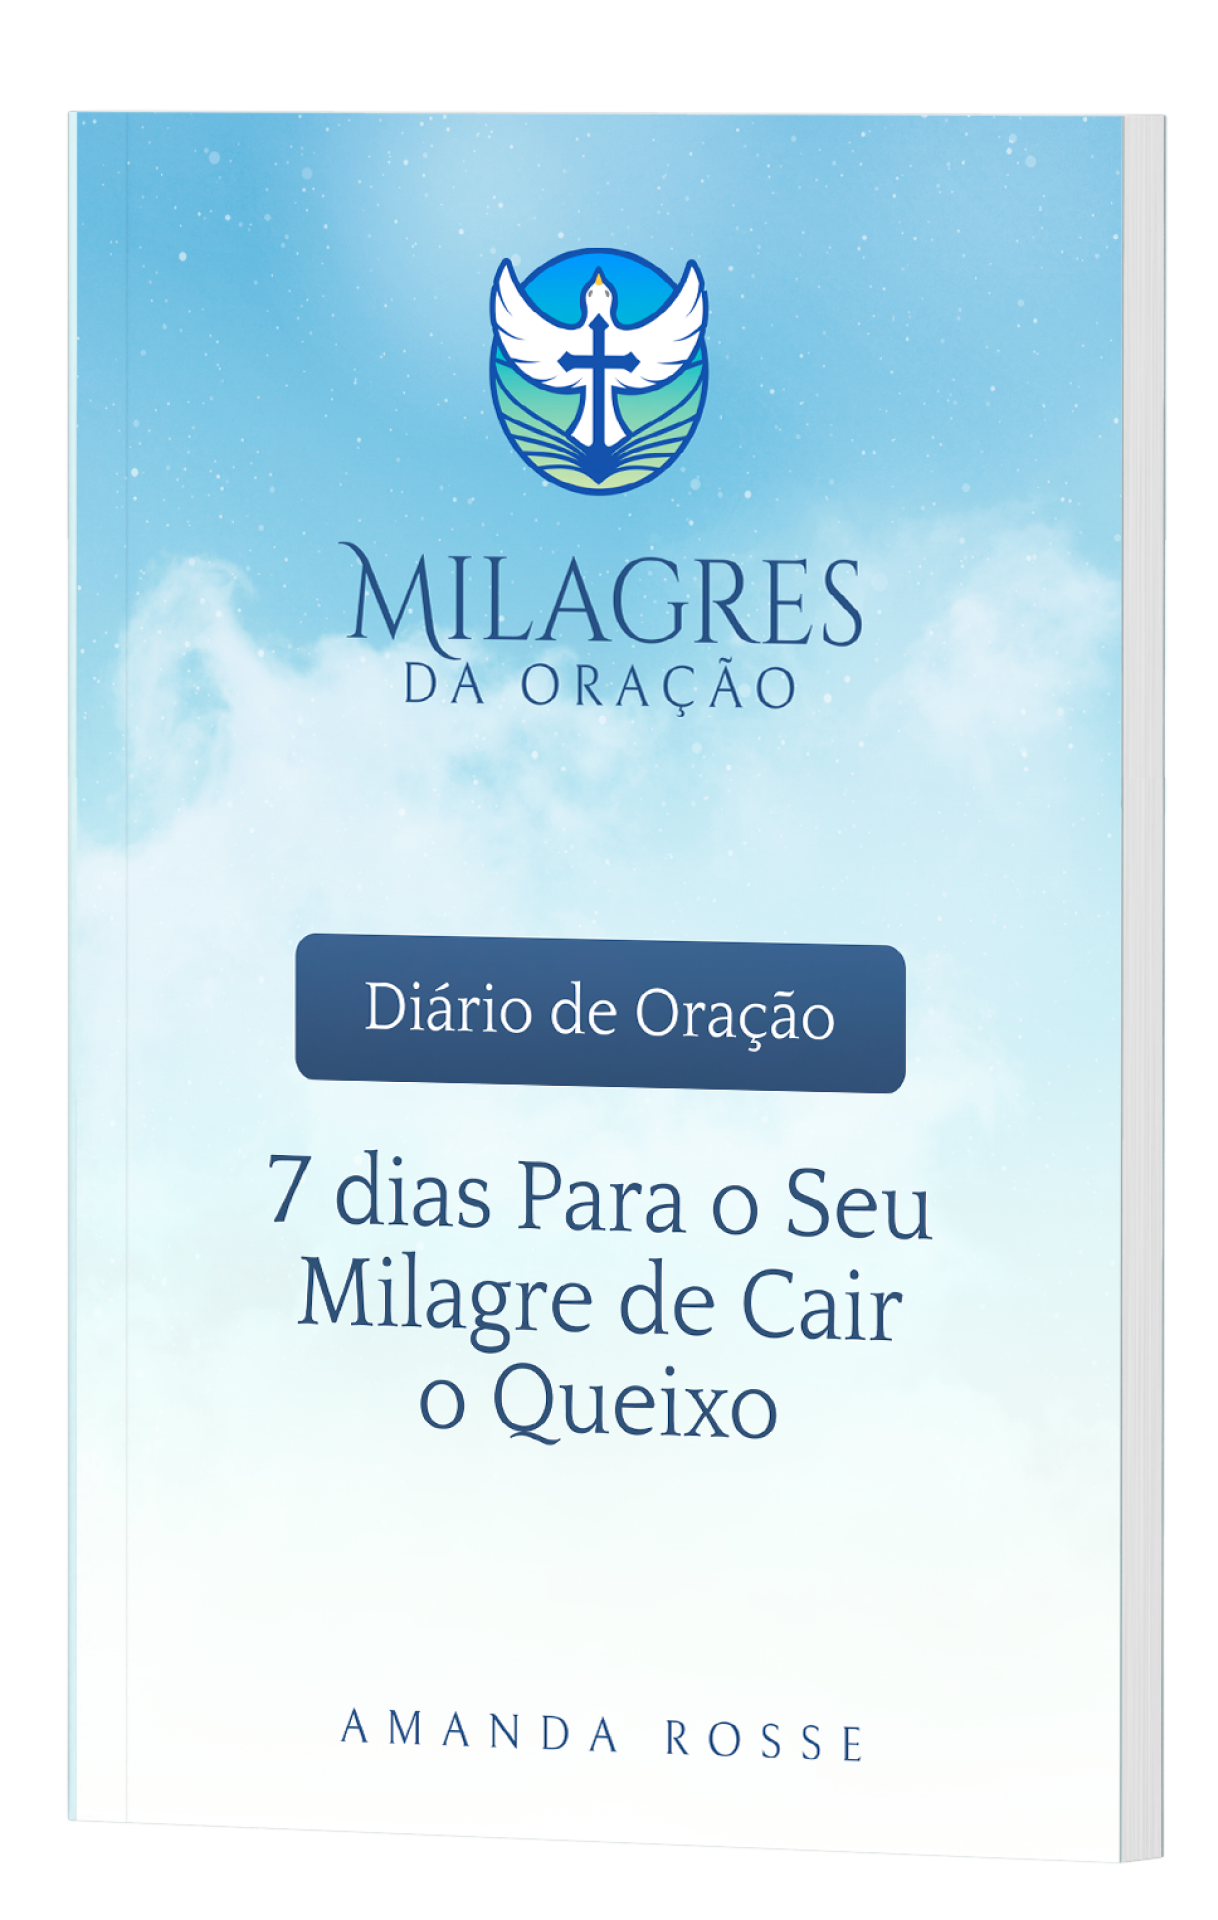 MILAGRES
DA ORAÇÃO
Diário de Oração
7 dias Para o Seu
Milagre de Cair
o Queixo
AMANDA ROSSE